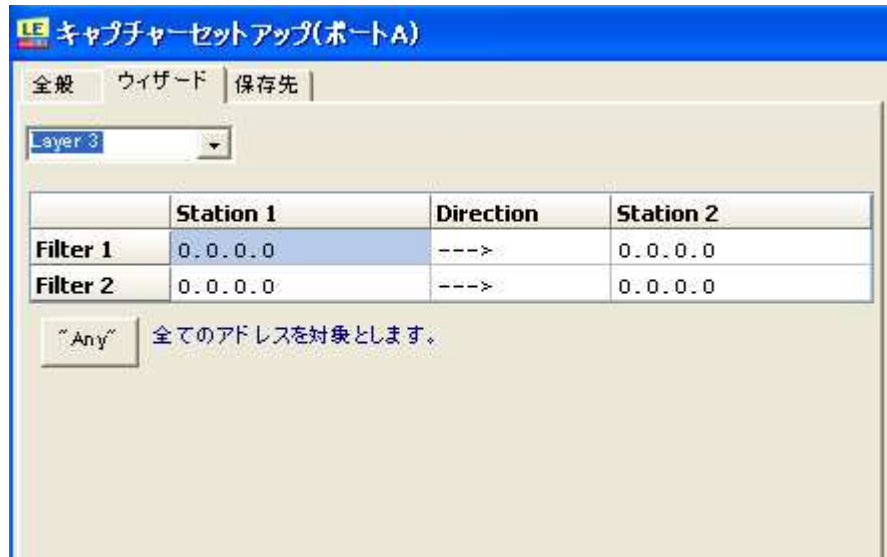 LE キャプチャーセットアップ(ポートA)
全般 ウィザード 保存先
Layer 3
Station 1 Direction Station 2
Filter 1 0.0.0.0 ---> 0.0.0.0
Filter 2 0.0.0.0 ---> 0.0.0.0
"Any" 全てのアドレスを対象とします。